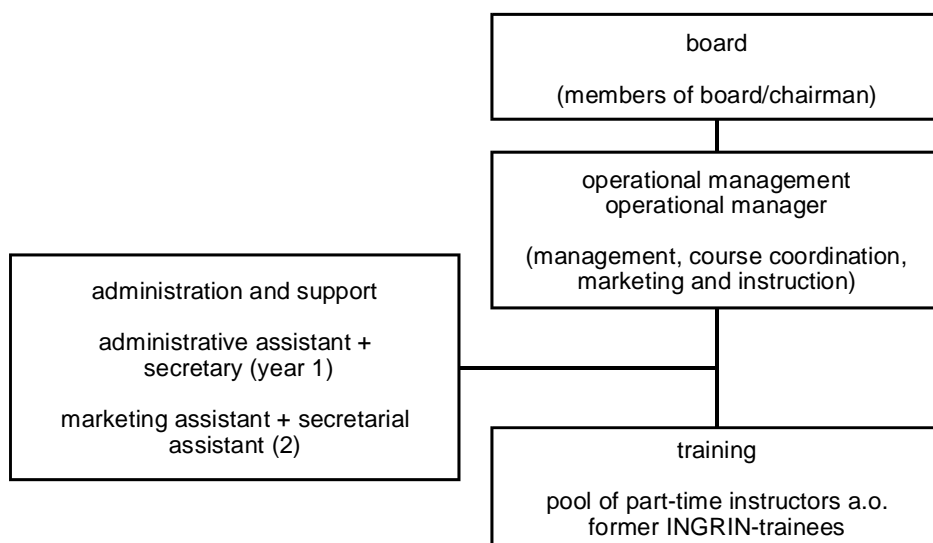 board
(members of board/chairman)
operational management
operational manager
(management, course coordination,
marketing and instruction)
administration and support
administrative assistant +
secretary (year 1)
marketing assistant + secretarial
assistant (2)
training
pool of part-time instructors a.o.
former INGRIN-trainees